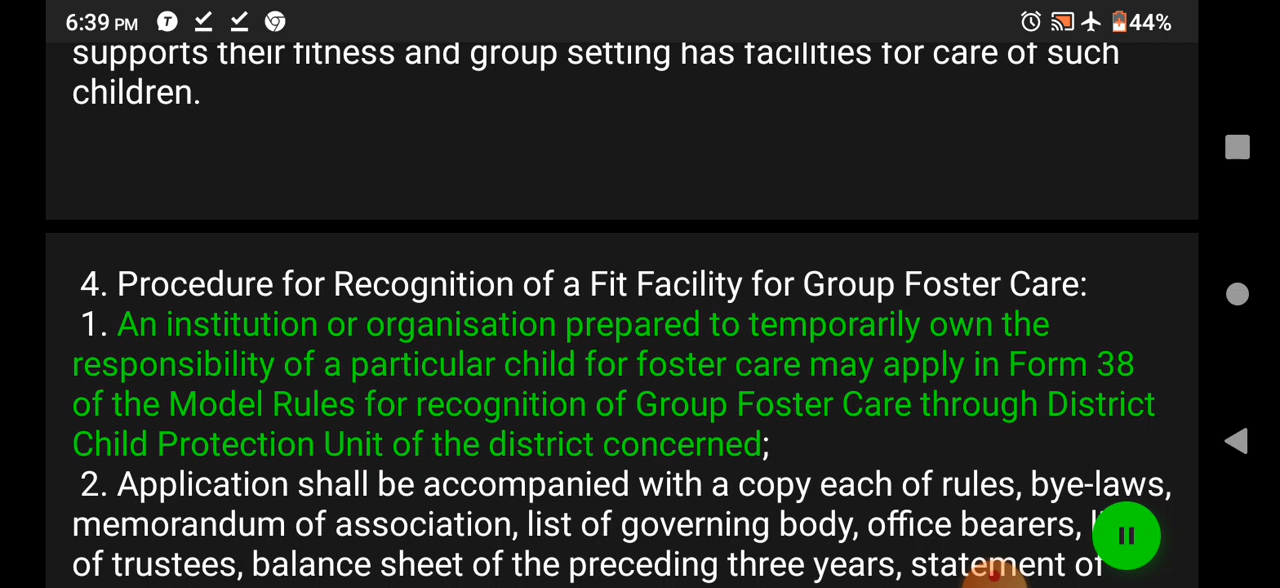 6:39 PM
44%
supports their fitness and group setting has facilities for care of such
children.
4. Procedure for Recognition of a Fit Facility for Group Foster Care:
1. An institution or organisation prepared to temporarily own the
responsibility of a particular child for foster care may apply in Form 38
of the Model Rules for recognition of Group Foster Care through District
Child Protection Unit of the district concerned;
2. Application shall be accompanied with a copy each of rules, bye-laws,
memorandum of association, list of governing body, office bearers,
of trustees, balance sheet of the preceding three years, statement of